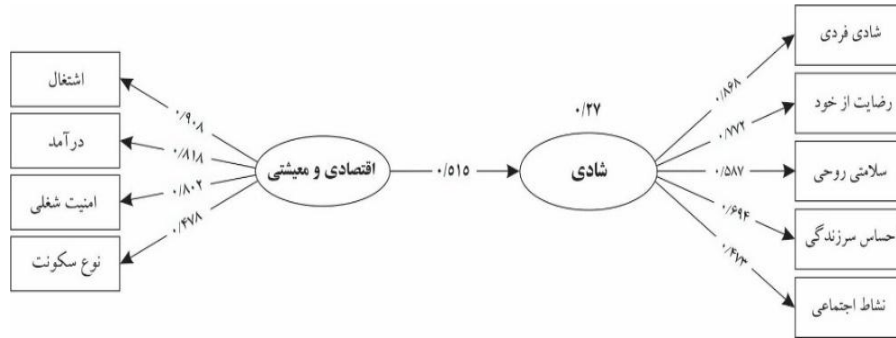 شادی فردی
رضایت از خود
سلامتی روحی
حساس سرزندگی
نشاط اجتماعی
۰/۸۶۸
۰/۷۷۲
۰/۵۸۷
۰/۶۹۴
۰/۴۷۳
۰/۲۷
شادی
۰/۵۱۵
اقتصادی و معیشتی
۰/۹۰۸
۰/۸۱۸
۰/۸۰۲
۰/۴۷۸
اشتغال
درآمد
امنیت شغلی
نوع سکونت